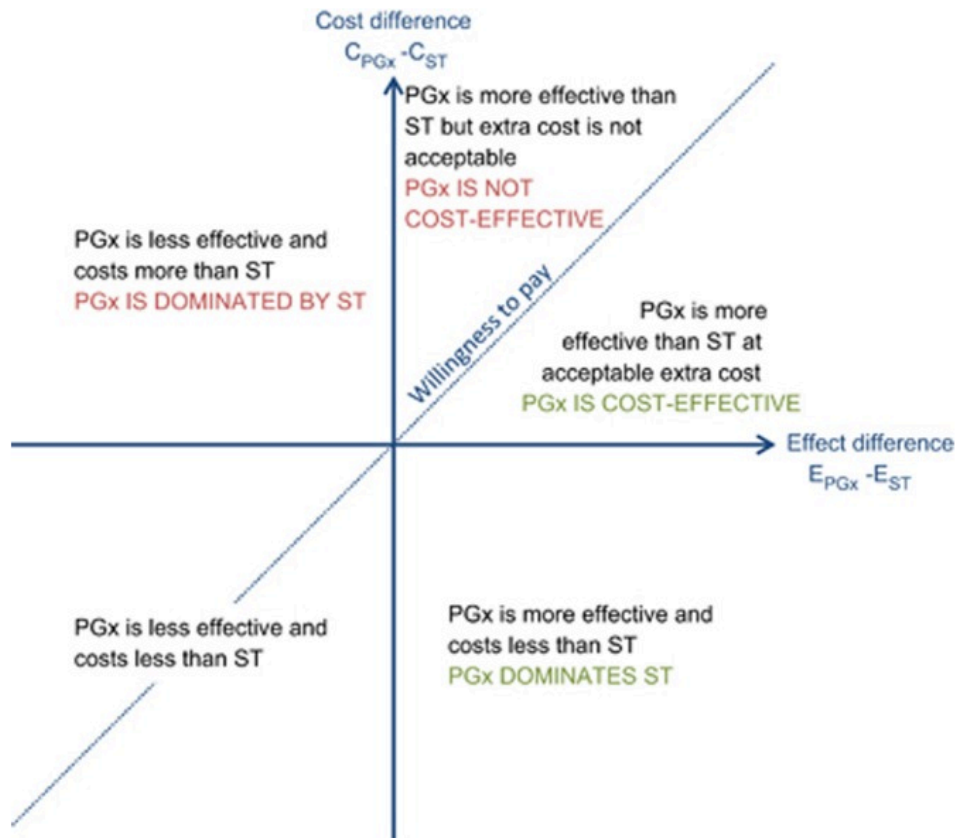 Cost difference
CPGx -CST
PGx is more effective than
ST but extra cost is not
acceptable
PGx IS NOT
COST-EFFECTIVE
PGx is less effective and
costs more than ST
PGx IS DOMINATED BY ST
Willingness to pay
PGx is more
effective than ST at
acceptable extra cost
PGx IS COST-EFFECTIVE
Effect difference
EPGx -EST
PGx is less effective and
costs less than ST
PGx is more effective and
costs less than ST
PGx DOMINATES ST